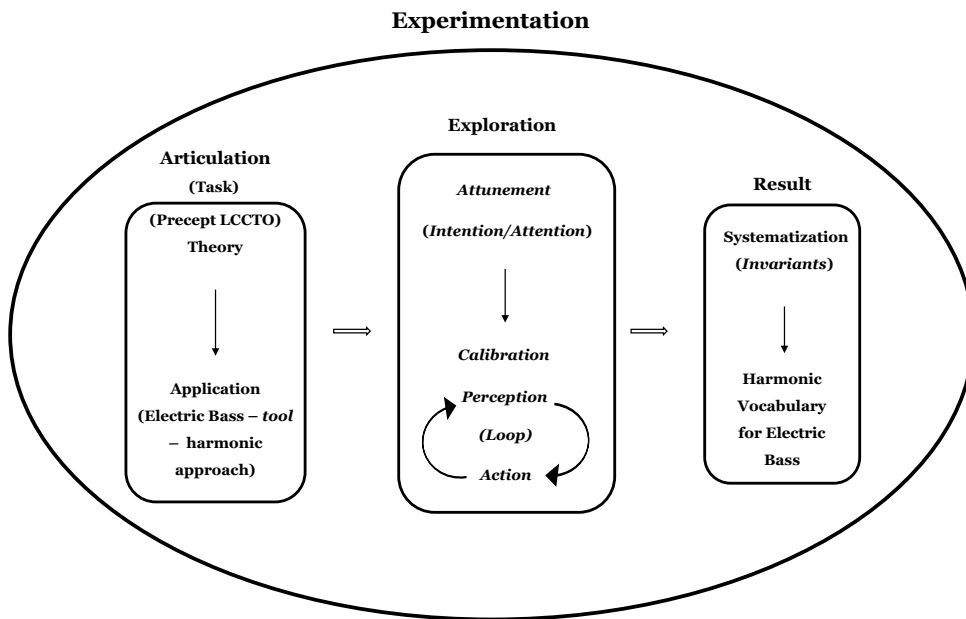 Experimentation
Articulation
(Task)
(Precept LCCTO)
Theory
Application
(Electric Bass – tool
– harmonic
approach)
Exploration
Attunement
(Intention/Attention)
Calibration
Perception
(Loop)
Action
Result
Systematization
(Invariants)
Harmonic
Vocabulary
for Electric
Bass